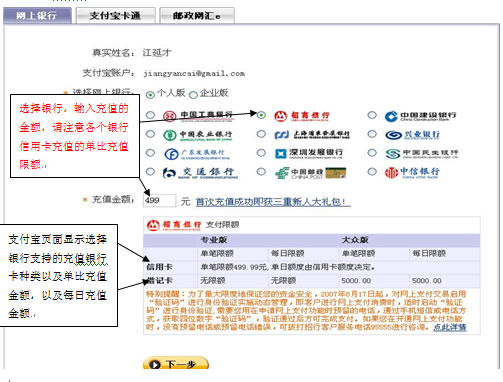 网上银行 支付宝卡通 邮政网汇e
真实姓名： 江延才
支付宝账户： jiangyancai@gmail.com
* 选择网上银行： 个人版 企业版
选择银行，输入充值的
金额，请注意各个银行
信用卡充值的单比充值
限额。
中国工商银行 招商银行 中国建设银行
China Construction Bank
中国农业银行 上海浦东发展银行 兴业银行
广东发展银行 深圳发展银行 中国民生银行
交通银行 中国邮政 CHINA POST 中信银行
* 充值金额： 499 元 首次充值成功即获三重新人大礼包！
支付宝页面显示选择
银行支持的充值银行
卡种类以及单比充值
金额，以及每日充值
金额。
招商银行 支付限额
专业版 大众版
单笔限额 每日限额 单笔限额 每日限额
信用卡 单笔限额499.99元，单日额度由信用卡额度决定。
借记卡 无限额 无限额 5000.00 5000.00
特别提醒：为了最大限度地保证您的资金安全，2007年8月17日起，对网上支付交易启用
“验证码”进行身份验证实施动态管理，即客户进行网上支付消费时，适时启动“验证
码”进行身份验证，需要您用在申请网上支付功能时预留的电话，通过手机短信或电话方
式，获取四位数字“验证码”，验证通过后方可完成支付。如果您在开通网上支付功能
时，没有预留电话或预留电话错误，可拨打招行客户服务电话95555进行咨询。点此详情
下一步